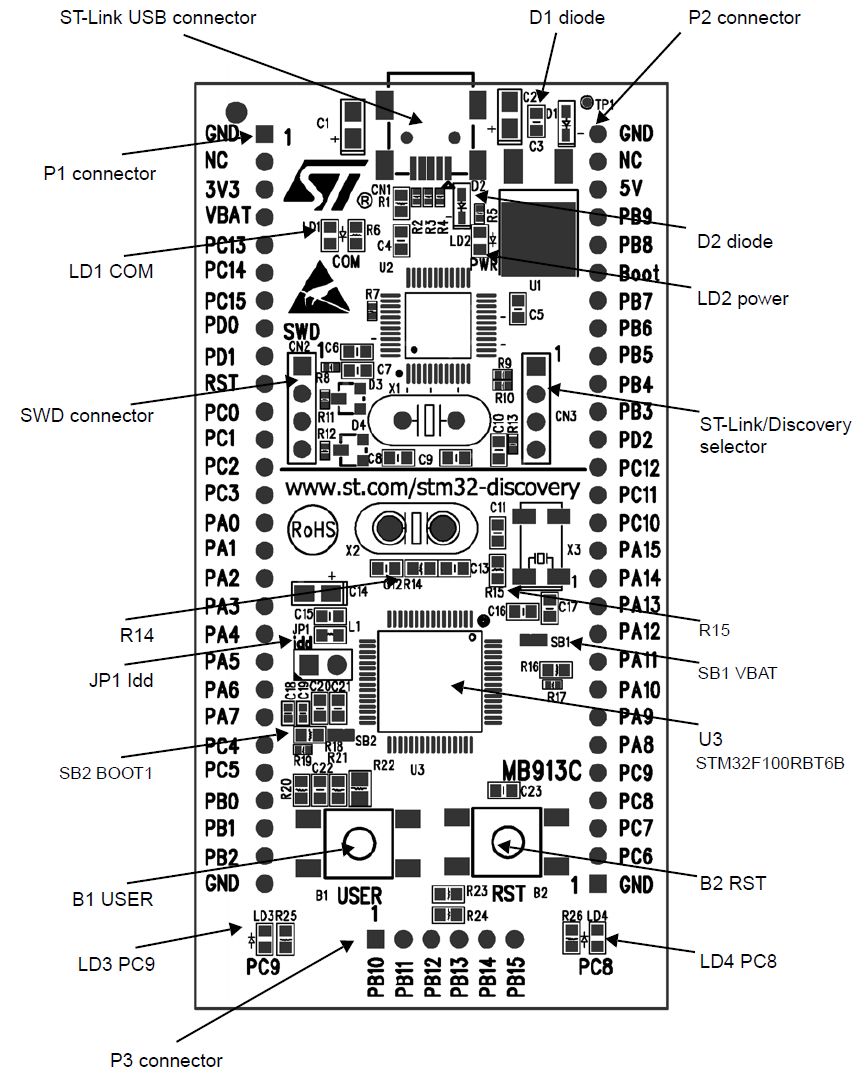 ST-Link USB connector
D1 diode
P2 connector
P1 connector
LD1 COM
SWD connector
R14
JP1 Idd
SB2 BOOT1
B1 USER
LD3 PC9
P3 connector
D2 diode
LD2 power
ST-Link/Discovery
selector
R15
SB1 VBAT
U3
STM32F100RBT6B
B2 RST
LD4 PC8
GND
NC
3V3
VBAT
PC13
PC14
PC15
PD0
PD1
RST
PC0
PC1
PC2
PC3
PA0
PA1
PA2
PA3
PA4
PA5
PA6
PA7
PC4
PC5
PB0
PB1
PB2
GND
GND
NC
5V
PB9
PB8
Boot
PB7
PB6
PB5
PB4
PB3
PD2
PC12
PC11
PC10
PA15
PA14
PA13
PA12
PA11
PA10
PA9
PA8
PC9
PC8
PC7
PC6
GND
1
C1
+
C2
+
C3
D1
-
TP1
ST
®
CN1
R1
R2
R3
R4
D2
-
R5
LD1
R6
COM
C4
U2
LD2
PWR
U1
R7
C5
SWD
CN2
1
C6
C7
R8
D3
X1
R9
R10
1
CN3
R11
R12
D4
C8
C9
C10
R13
www.st.com/stm32-discovery
RoHS
X2
C11
X3
C12
R14
C13
R15
1
+
C14
C15
L1
C16
C17
JP1
idd
SB1
R16
R17
C18
C19
C20
C21
R18
SB2
R19
R21
R20
C22
R22
U3
MB913C
C23
B1
USER
RST
B2
1
R23
R24
1
LD3
R25
PC9
R26
LD4
PC8
PB10
PB11
PB12
PB13
PB14
PB15